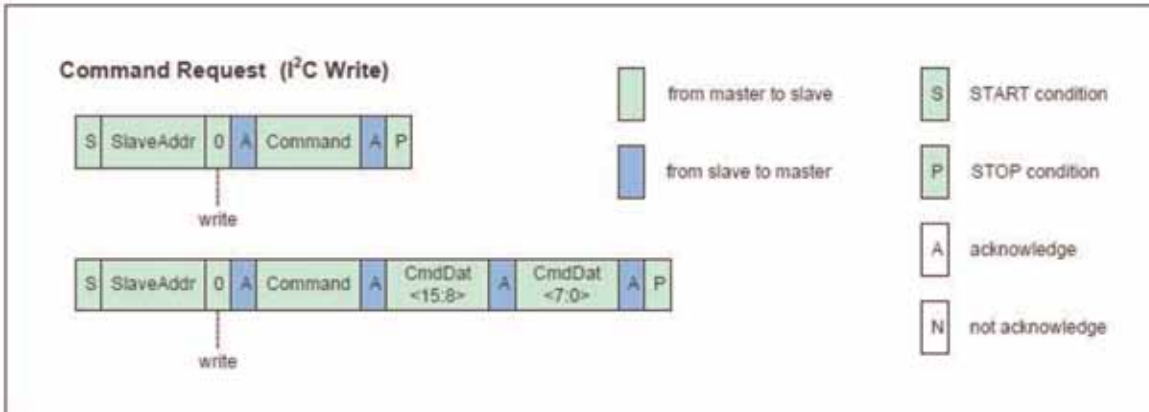 Command Request (I²C Write)
S SlaveAddr 0 A Command A P
write
S SlaveAddr 0 A Command A CmdDat <15:8> A CmdDat <7:0> A P
write
from master to slave
from slave to master
S START condition
P STOP condition
A acknowledge
N not acknowledge